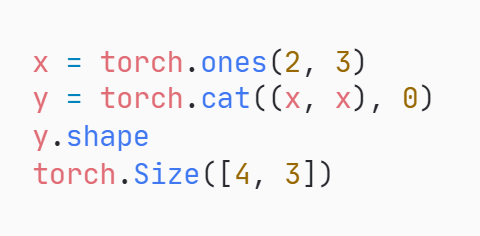 x = torch.ones(2, 3)
y = torch.cat((x, x), 0)
y.shape
torch.Size([4, 3])